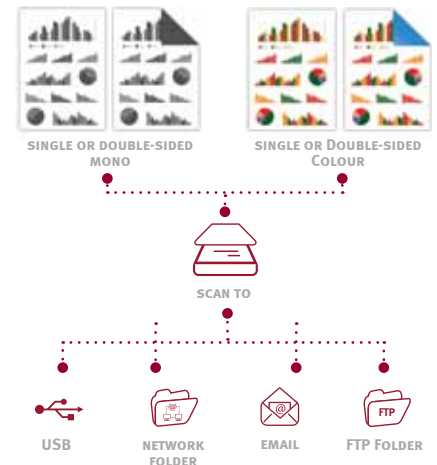 SINGLE OR DOUBLE-SIDED
MONO
SINGLE OR DOUBLE-SIDED
COLOUR
SCAN TO
@
FTP
USB
NETWORK
FOLDER
EMAIL
FTP FOLDER